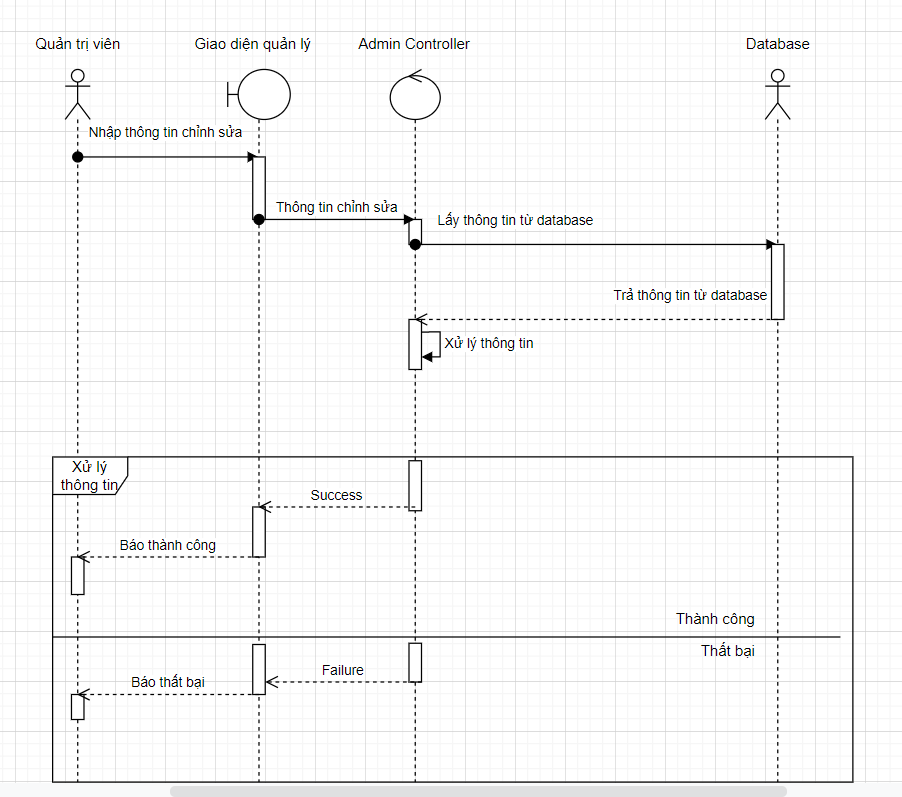 Quản trị viên
Giao diện quản lý
Admin Controller
Database
Nhập thông tin chỉnh sửa
Thông tin chỉnh sửa
Lấy thông tin từ database
Trả thông tin từ database
Xử lý thông tin
Xử lý
thông tin
Success
Báo thành công
Thành công
Thất bại
Failure
Báo thất bại